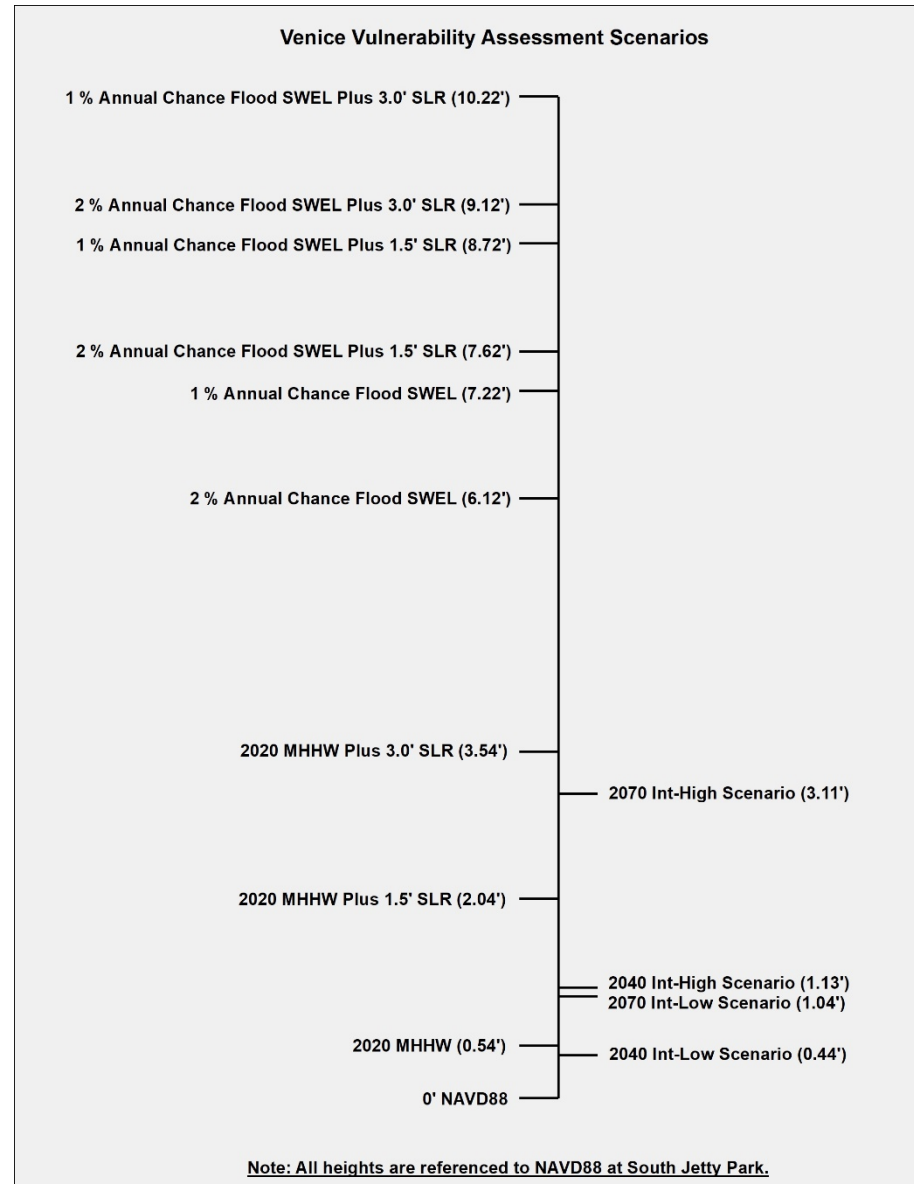 Venice Vulnerability Assessment Scenarios
1 % Annual Chance Flood SWEL Plus 3.0' SLR (10.22')
2 % Annual Chance Flood SWEL Plus 3.0' SLR (9.12')
1 % Annual Chance Flood SWEL Plus 1.5' SLR (8.72')
2 % Annual Chance Flood SWEL Plus 1.5' SLR (7.62')
1 % Annual Chance Flood SWEL (7.22')
2 % Annual Chance Flood SWEL (6.12')
2020 MHHW Plus 3.0' SLR (3.54')
2070 Int-High Scenario (3.11')
2020 MHHW Plus 1.5' SLR (2.04')
2040 Int-High Scenario (1.13')
2070 Int-Low Scenario (1.04')
2020 MHHW (0.54')
2040 Int-Low Scenario (0.44')
0' NAVD88
Note: All heights are referenced to NAVD88 at South Jetty Park.